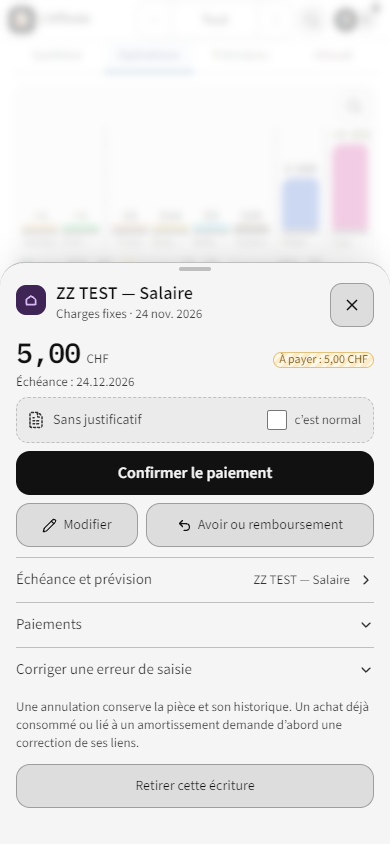 ZZ TEST — Salaire
Charges fixes · 24 nov. 2026
5,00 CHF
À payer : 5,00 CHF
Échéance : 24.12.2026
Sans justificatif
c’est normal
Confirmer le paiement
Modifier
Avoir ou remboursement
Échéance et prévision
ZZ TEST — Salaire
Paiements
Corriger une erreur de saisie
Une annulation conserve la pièce et son historique. Un achat déjà
consommé ou lié à un amortissement demande d’abord une
correction de ses liens.
Retirer cette écriture